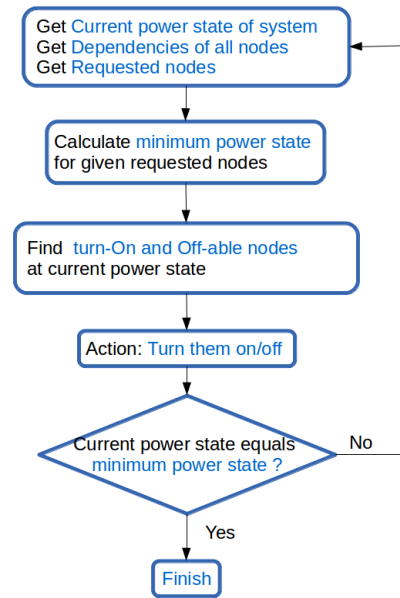 Get Current power state of system
Get Dependencies of all nodes
Get Requested nodes
Calculate minimum power state
for given requested nodes
Find turn-On and Off-able nodes
at current power state
Action: Turn them on/off
Current power state equals
minimum power state ?
No
Yes
Finish